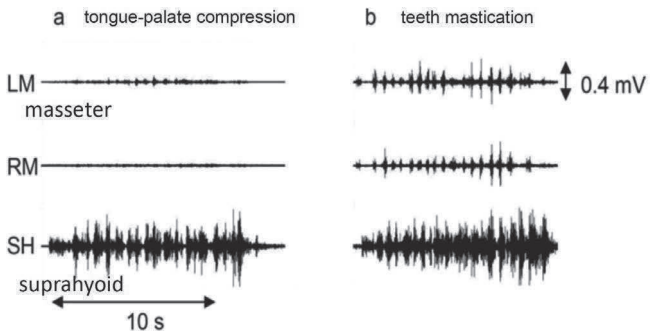 a tongue-palate compression
b teeth mastication
LM
masseter
0.4 mV
RM
SH
suprahyoid
10 s